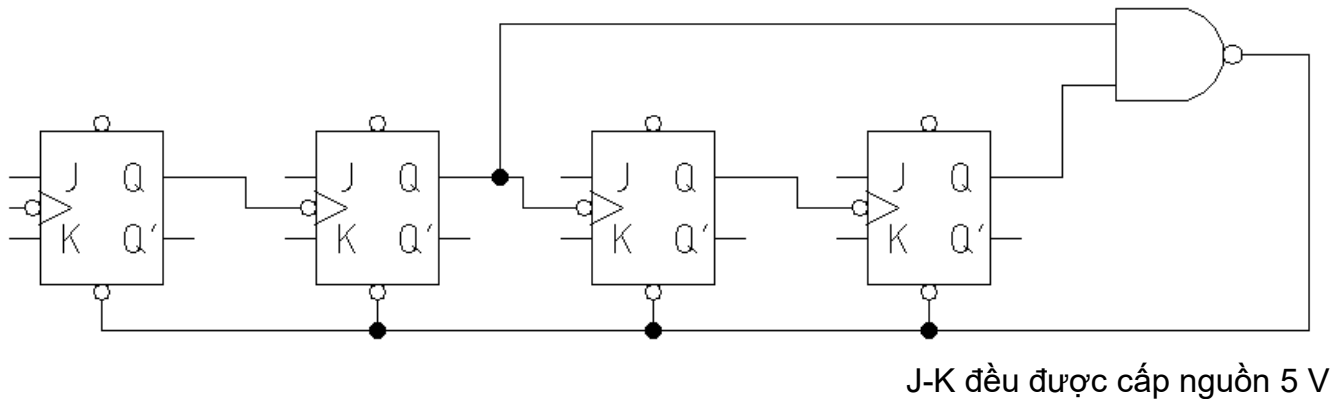 J Q J Q J Q J Q
K Q′ K Q′ K Q′ K Q′
J-K đều được cấp nguồn 5 V